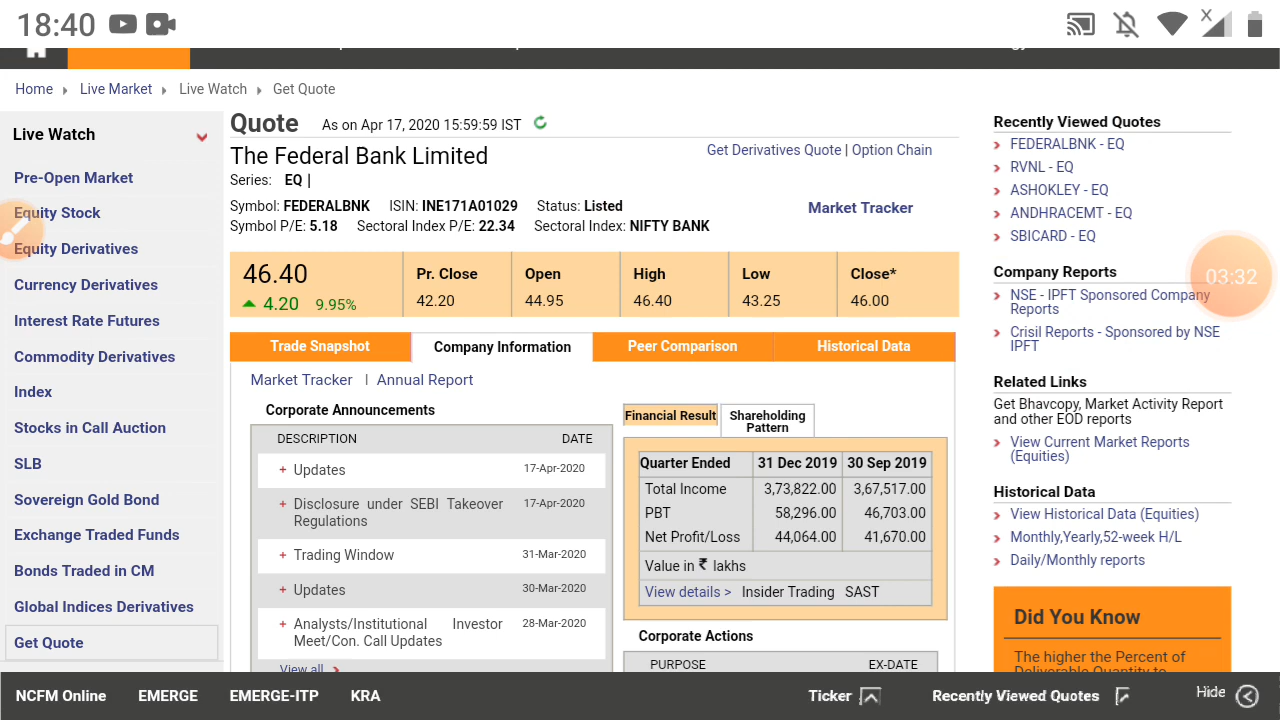 18:40
X
Home Live Market Live Watch Get Quote
Live Watch
Pre-Open Market
Equity Stock
Equity Derivatives
Currency Derivatives
Interest Rate Futures
Commodity Derivatives
Index
Stocks in Call Auction
SLB
Sovereign Gold Bond
Exchange Traded Funds
Bonds Traded in CM
Global Indices Derivatives
Get Quote
Quote As on Apr 17, 2020 15:59:59 IST
The Federal Bank Limited
Get Derivatives Quote | Option Chain
Series: EQ |
Symbol: FEDERALBNK ISIN: INE171A01029 Status: Listed
Market Tracker
Symbol P/E: 5.18 Sectoral Index P/E: 22.34 Sectoral Index: NIFTY BANK
46.40 Pr. Close Open High Low Close*
4.20 9.95% 42.20 44.95 46.40 43.25 46.00
Trade Snapshot Company Information Peer Comparison Historical Data
Market Tracker | Annual Report
Corporate Announcements
DESCRIPTION DATE
+ Updates 17-Apr-2020
+ Disclosure under SEBI Takeover 17-Apr-2020
Regulations
+ Trading Window 31-Mar-2020
+ Updates 30-Mar-2020
+ Analysts/Institutional Investor 28-Mar-2020
Meet/Con. Call Updates
View all
Financial Result Shareholding
Pattern
Quarter Ended 31 Dec 2019 30 Sep 2019
Total Income 3,73,822.00 3,67,517.00
PBT 58,296.00 46,703.00
Net Profit/Loss 44,064.00 41,670.00
Value in ₹ lakhs
View details > Insider Trading SAST
Corporate Actions
PURPOSE EX-DATE
Recently Viewed Quotes
FEDERALBNK - EQ
RVNL - EQ
ASHOKLEY - EQ
ANDHRACEMT - EQ
SBICARD - EQ
Company Reports
03:32
NSE - IPFT Sponsored Company
Reports
Crisil Reports - Sponsored by NSE
IPFT
Related Links
Get Bhavcopy, Market Activity Report
and other EOD reports
View Current Market Reports
(Equities)
Historical Data
View Historical Data (Equities)
Monthly,Yearly,52-week H/L
Daily/Monthly reports
Did You Know
The higher the Percent of
Deliverable Quantity to
NCFM Online EMERGE EMERGE-ITP KRA Ticker Recently Viewed Quotes Hide